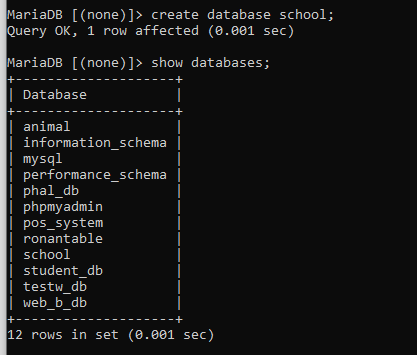 MariaDB [(none)]> create database school;
Query OK, 1 row affected (0.001 sec)
MariaDB [(none)]> show databases;
+--------------------+
| Database           |
+--------------------+
| animal             |
| information_schema |
| mysql              |
| performance_schema |
| phal_db            |
| phpmyadmin         |
| pos_system         |
| ronantable         |
| school             |
| student_db         |
| testw_db           |
| web_b_db           |
+--------------------+
12 rows in set (0.001 sec)